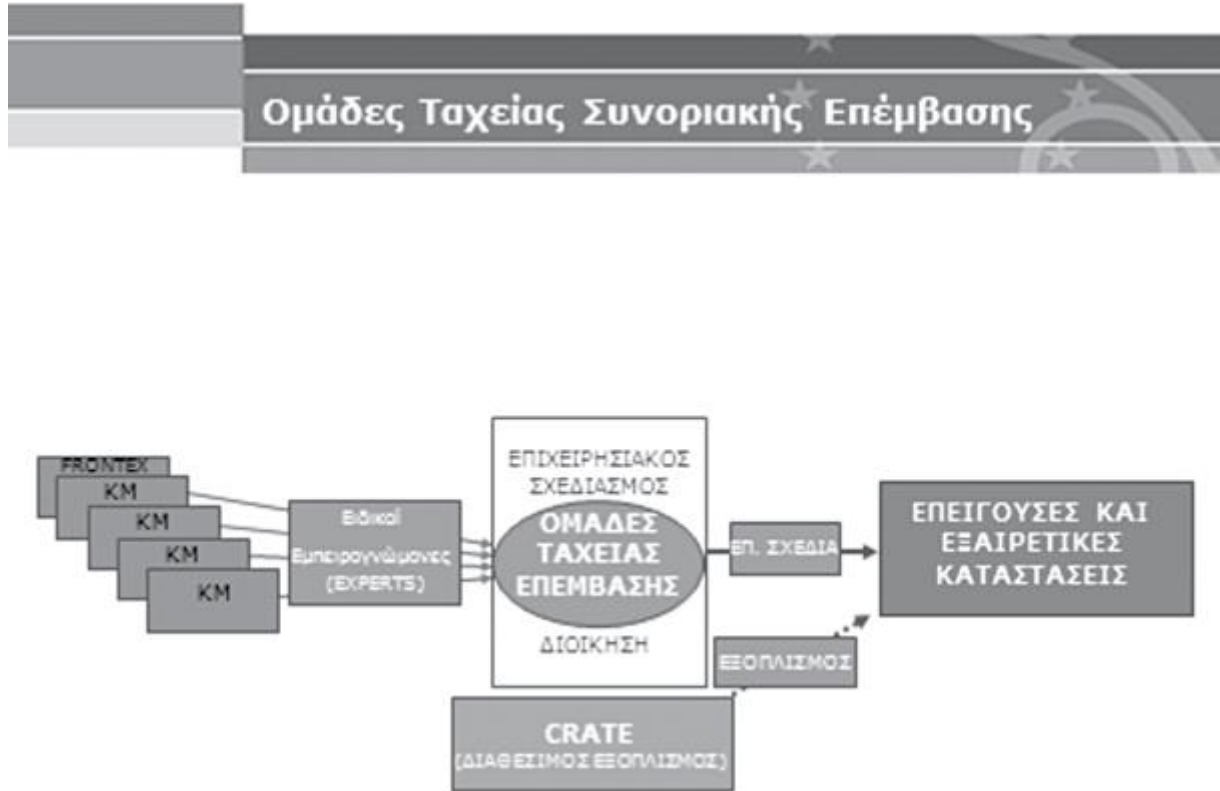 Ομάδες Ταχείας Συνοριακής Επέμβασης
FRONTEX
ΚΜ
ΚΜ
ΚΜ
ΚΜ
Ειδικοί
Εμπειρογνώμονες
(EXPERTS)
ΕΠΙΧΕΙΡΗΣΙΑΚΟΣ
ΣΧΕΔΙΑΣΜΟΣ
ΟΜΑΔΕΣ
ΤΑΧΕΙΑΣ
ΕΠΕΜΒΑΣΗΣ
ΔΙΟΙΚΗΣΗ
ΕΠ. ΣΧΕΔΙΑ
ΕΠΕΙΓΟΥΣΕΣ ΚΑΙ
ΕΞΑΙΡΕΤΙΚΕΣ
ΚΑΤΑΣΤΑΣΕΙΣ
ΕΞΟΠΛΙΣΜΟΣ
CRATE
(ΔΙΑΘΕΣΙΜΟΣ ΕΞΟΠΛΙΣΜΟΣ)